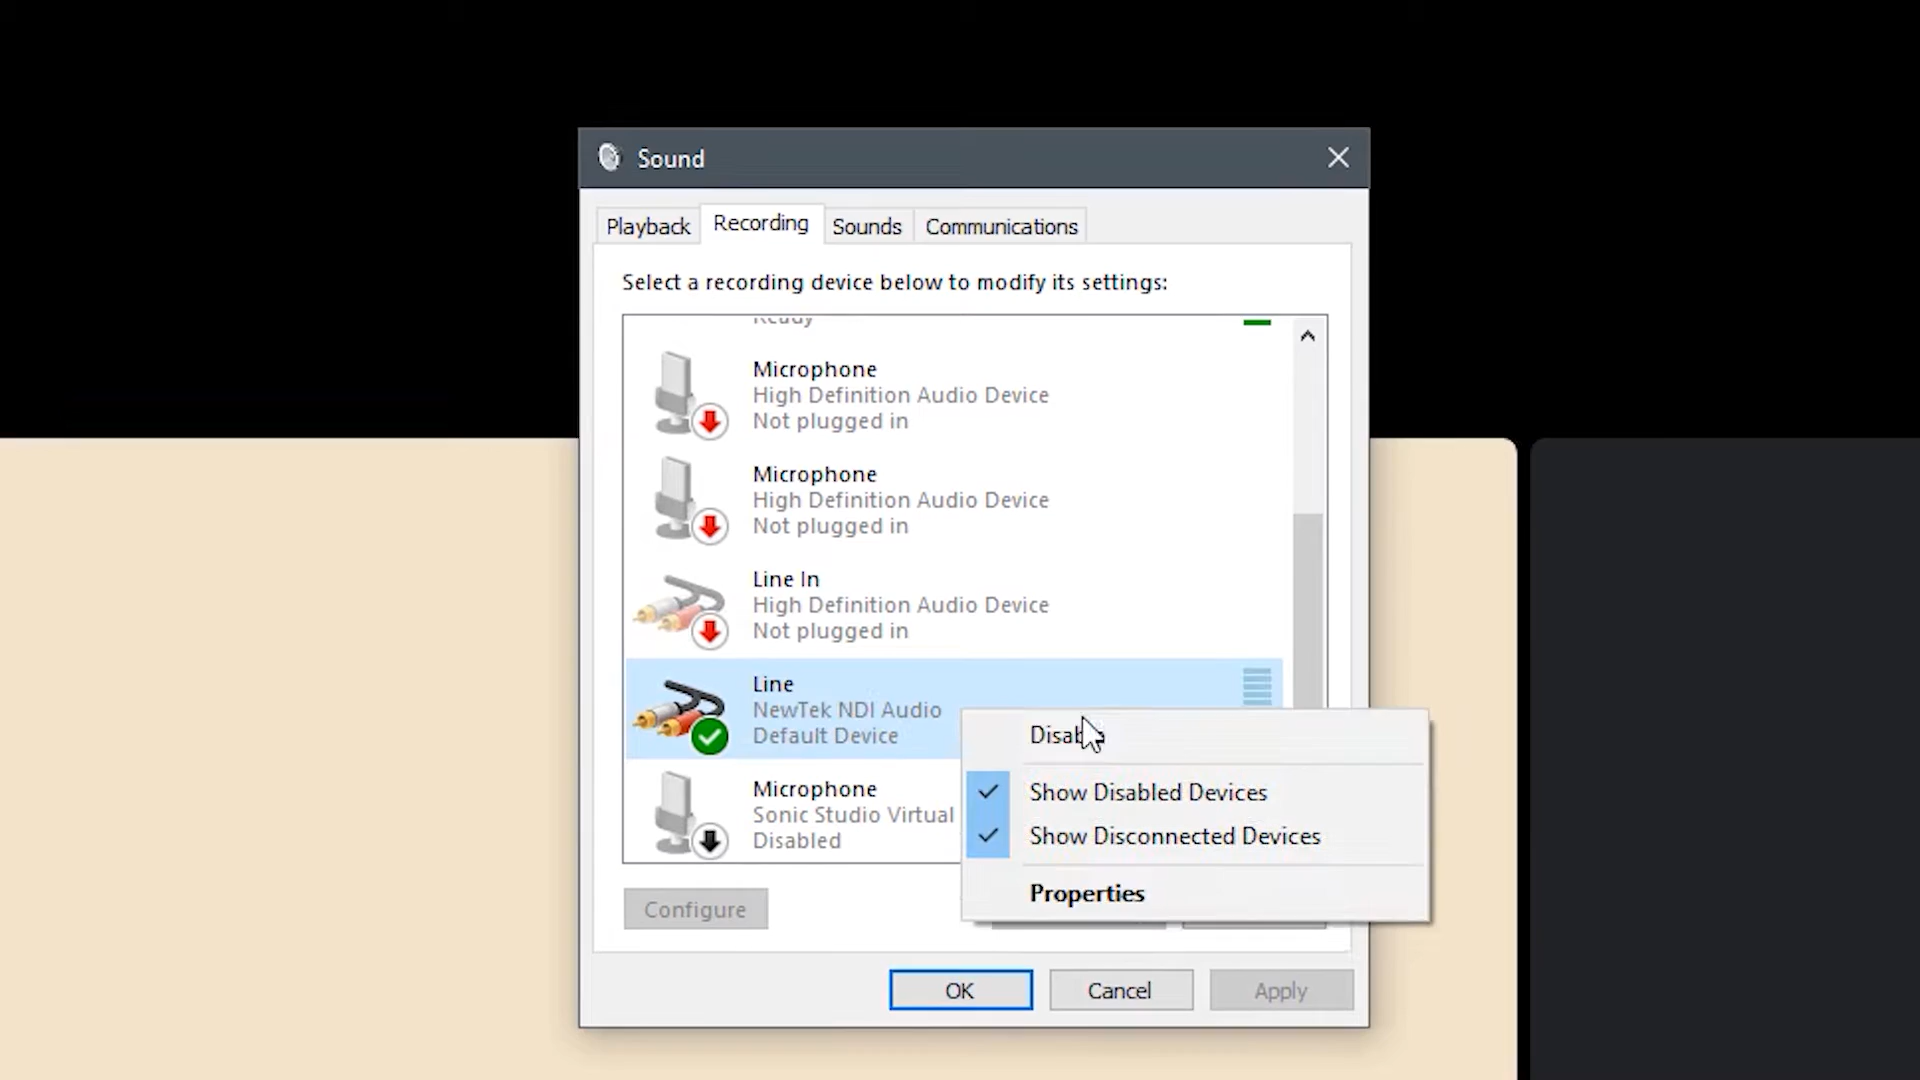 Sound
Playback
Recording
Sounds
Communications
Select a recording device below to modify its settings:
Ready
Microphone
High Definition Audio Device
Not plugged in
Microphone
High Definition Audio Device
Not plugged in
Line In
High Definition Audio Device
Not plugged in
Line
NewTek NDI Audio
Default Device
Microphone
Sonic Studio Virtual
Disabled
Disable
Show Disabled Devices
Show Disconnected Devices
Properties
Configure
OK
Cancel
Apply